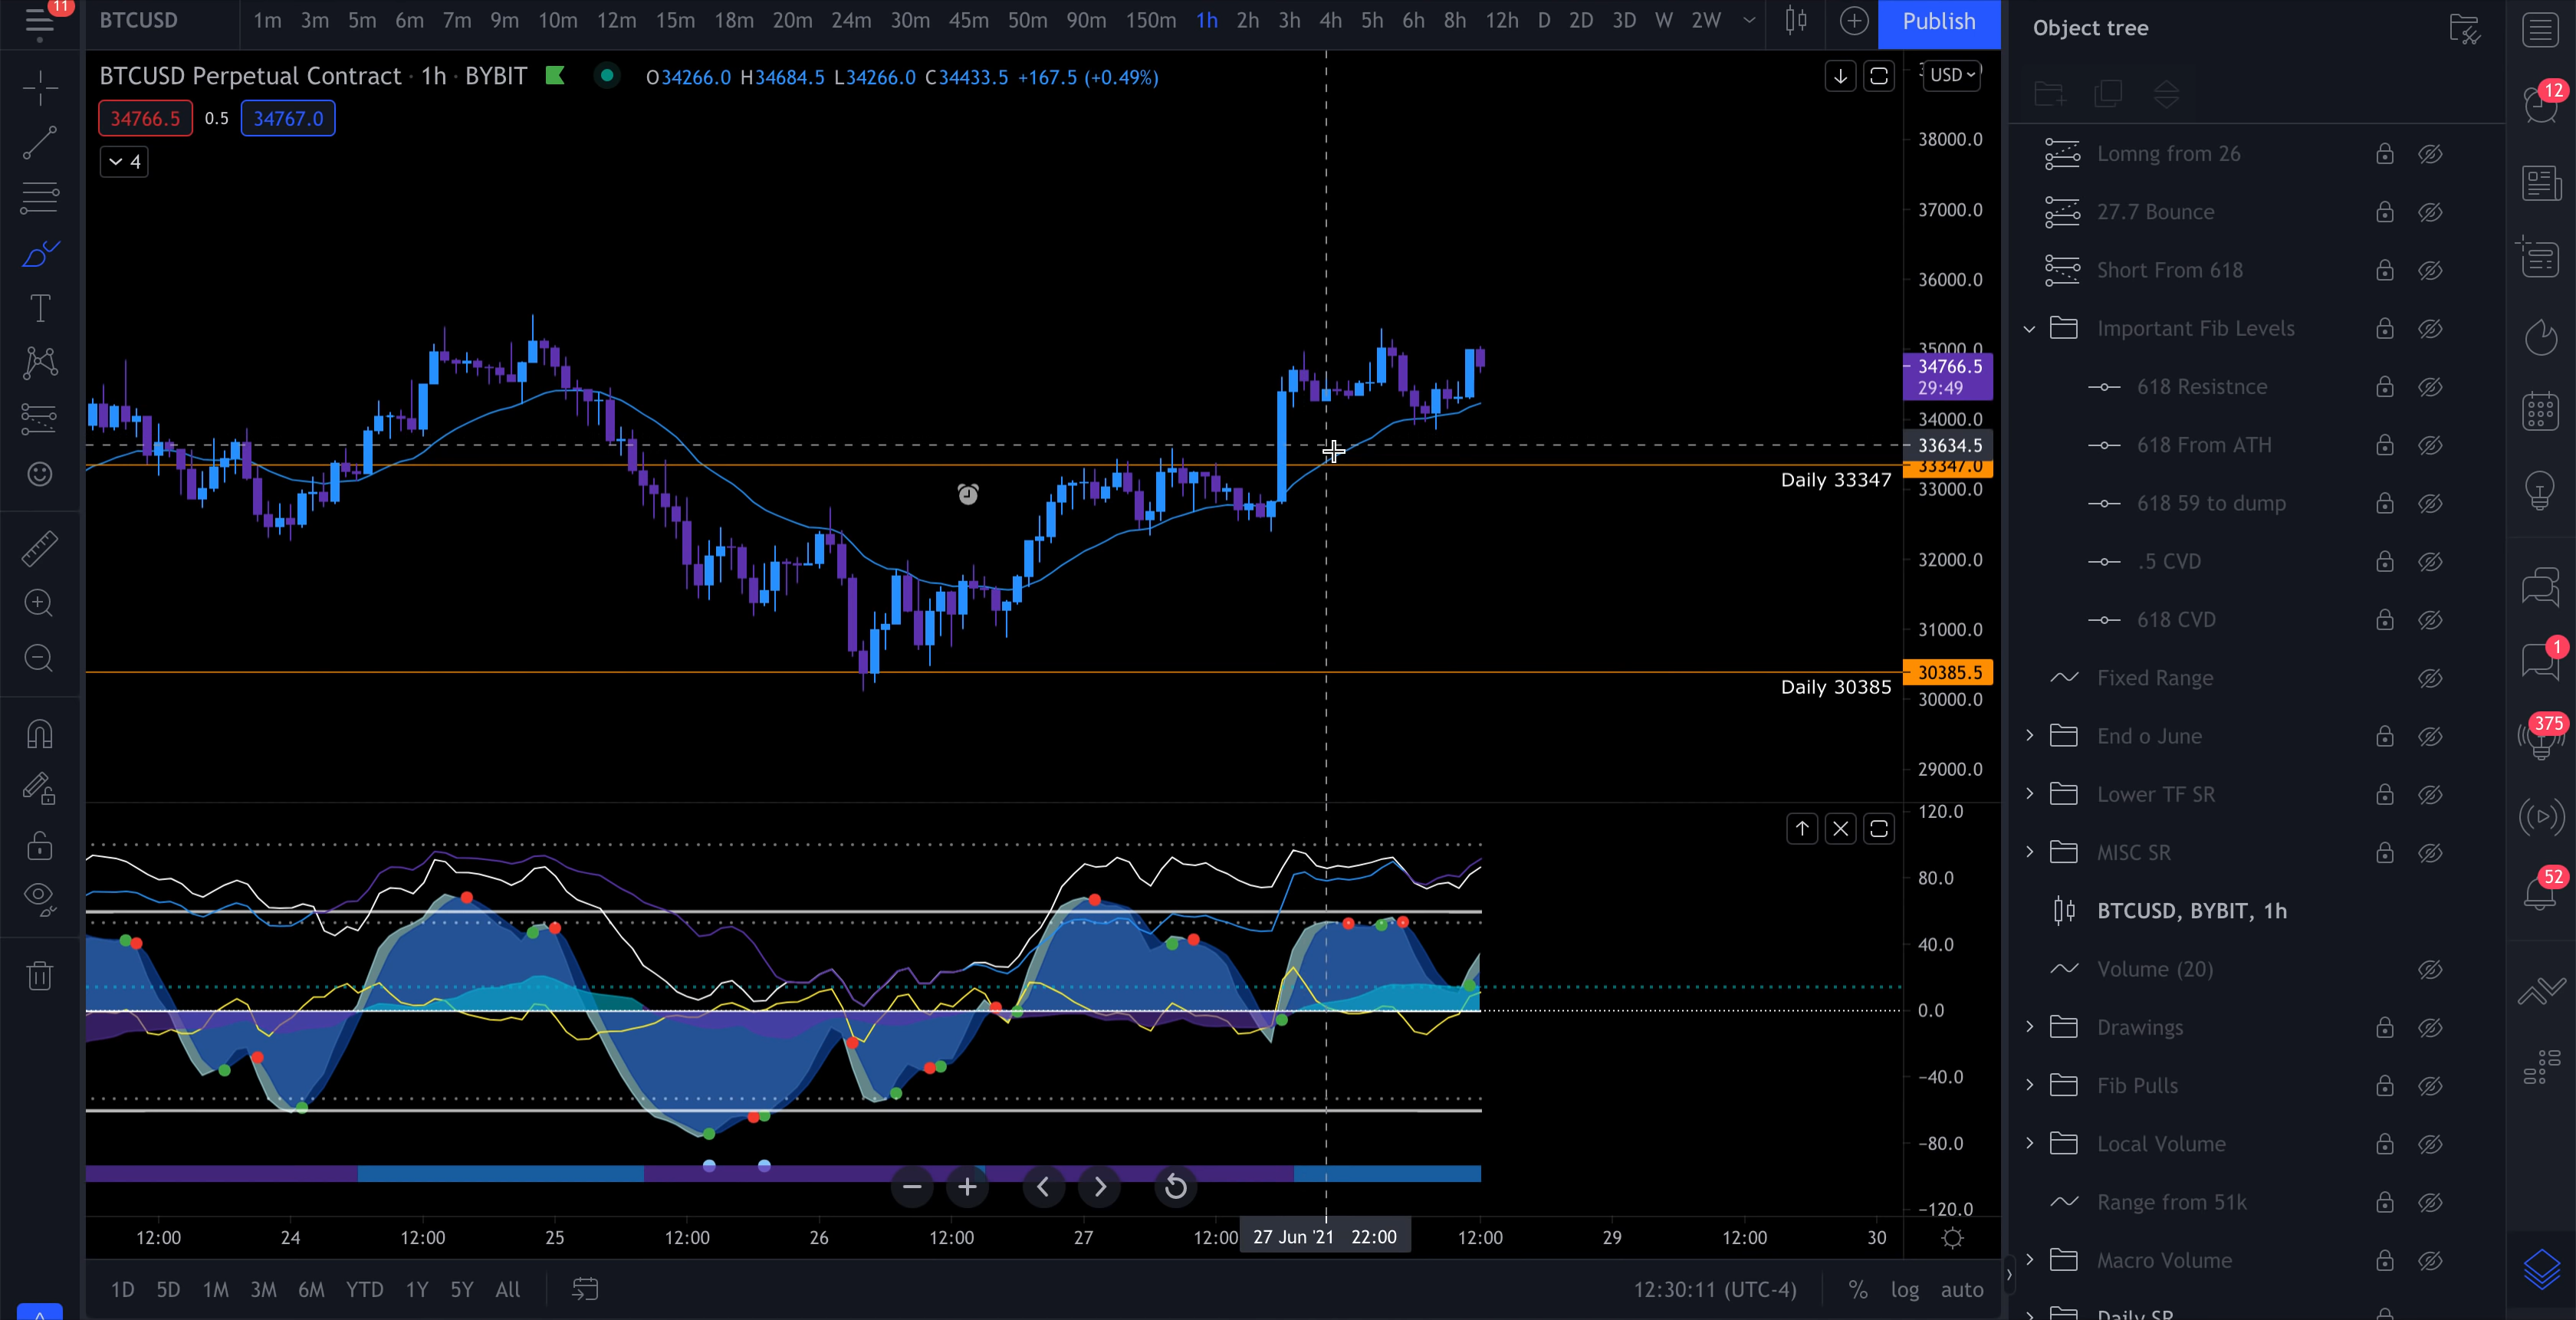 11
BTCUSD
1m 3m 5m 6m 7m 9m 10m 12m 15m 18m 20m 24m 30m 45m 50m 90m 150m 1h 2h 3h 4h 5h 6h 8h 12h D 2D 3D W 2W
Publish
Object tree
BTCUSD Perpetual Contract · 1h · BYBIT O34266.0 H34684.5 L34266.0 C34433.5 +167.5 (+0.49%)
USD
34766.5 0.5 34767.0
4
38000.0
37000.0
36000.0
35000.0
34766.5
29:49
34000.0
33634.5
33347.0
Daily 33347
33000.0
32000.0
31000.0
30385.5
Daily 30385
30000.0
29000.0
120.0
80.0
40.0
0.0
−40.0
−80.0
−120.0
12:00 24 12:00 25 12:00 26 12:00 27 12:00 27 Jun '21 22:00 12:00 29 12:00 30
1D 5D 1M 3M 6M YTD 1Y 5Y All
12:30:11 (UTC-4) % log auto
Lomng from 26
27.7 Bounce
Short From 618
Important Fib Levels
618 Resistnce
618 From ATH
618 59 to dump
.5 CVD
618 CVD
Fixed Range
End o June
Lower TF SR
MISC SR
BTCUSD, BYBIT, 1h
Volume (20)
Drawings
Fib Pulls
Local Volume
Range from 51k
Macro Volume
Daily SR
12
1
375
52